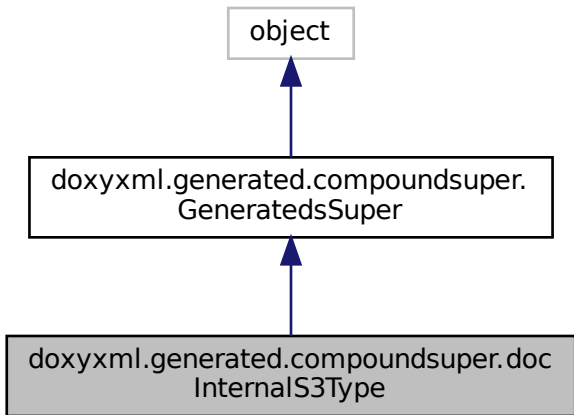 object
doxyxml.generated.compoundsuper.
GeneratedsSuper
doxyxml.generated.compoundsuper.doc
InternalS3Type